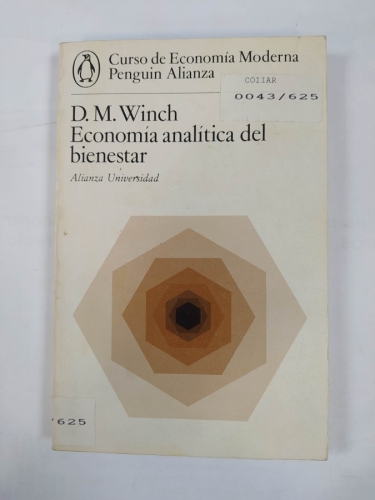 Curso de Economía Moderna
Penguin Alianza
COLIAR
0043/625
D. M. Winch
Economía analítica del
bienestar
Alianza Universidad
/625